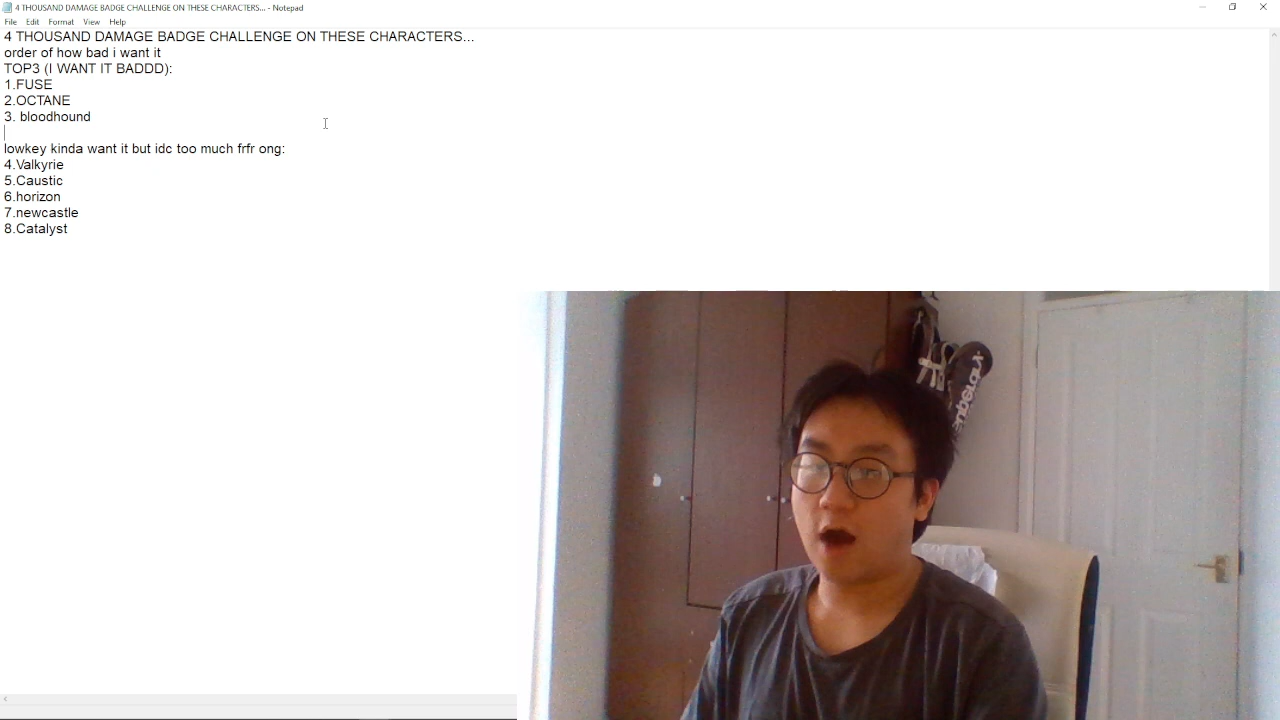 4 THOUSAND DAMAGE BADGE CHALLENGE ON THESE CHARACTERS... - Notepad
File Edit Format View Help
4 THOUSAND DAMAGE BADGE CHALLENGE ON THESE CHARACTERS...
order of how bad i want it
TOP3 (I WANT IT BADDD):
1.FUSE
2.OCTANE
3. bloodhound
lowkey kinda want it but idc too much frfr ong:
4.Valkyrie
5.Caustic
6.horizon
7.newcastle
8.Catalyst